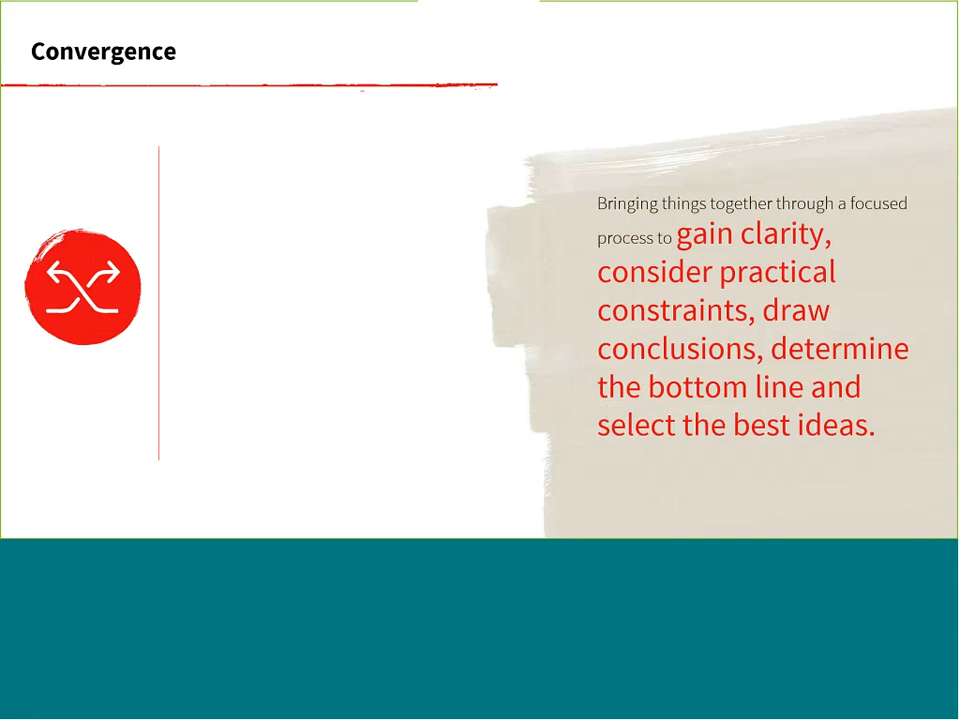 Convergence
Bringing things together through a focused
process to gain clarity,
consider practical
constraints, draw
conclusions, determine
the bottom line and
select the best ideas.